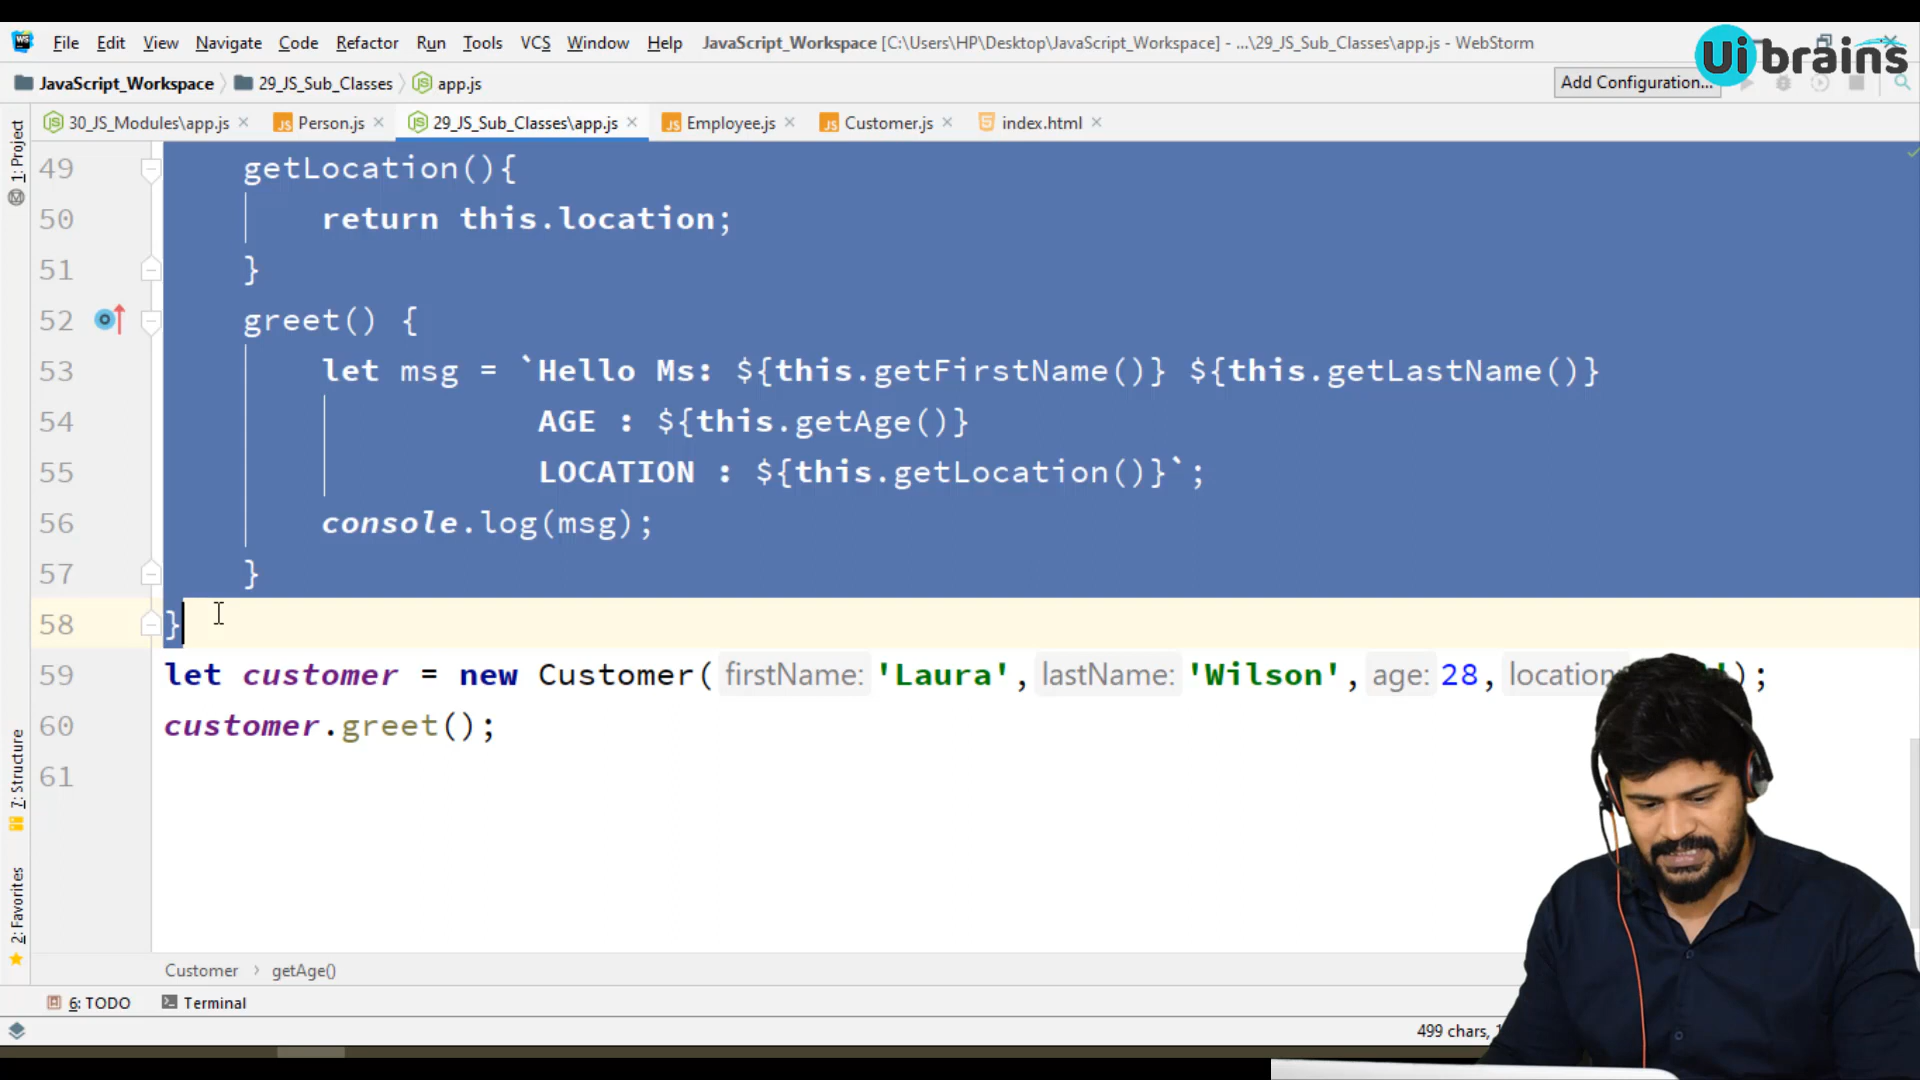 File Edit View Navigate Code Refactor Run Tools VCS Window Help JavaScript_Workspace [C:\Users\HP\Desktop\JavaScript_Workspace] - ...\29_JS_Sub_Classes\app.js - WebStorm
Ui brains
JavaScript_Workspace 29_JS_Sub_Classes app.js Add Configuration...
30_JS_Modules\app.js Person.js 29_JS_Sub_Classes\app.js Employee.js Customer.js index.html
1: Project
49 getLocation(){
50 return this.location;
51 }
52 greet() {
53 let msg = `Hello Ms: ${this.getFirstName()} ${this.getLastName()}
54 AGE : ${this.getAge()}
55 LOCATION : ${this.getLocation()}`;
56 console.log(msg);
57 }
58 }
59 let customer = new Customer( firstName: 'Laura', lastName: 'Wilson', age: 28, location );
60 customer.greet();
61
7: Structure
2: Favorites
Customer › getAge()
6: TODO Terminal
499 chars,